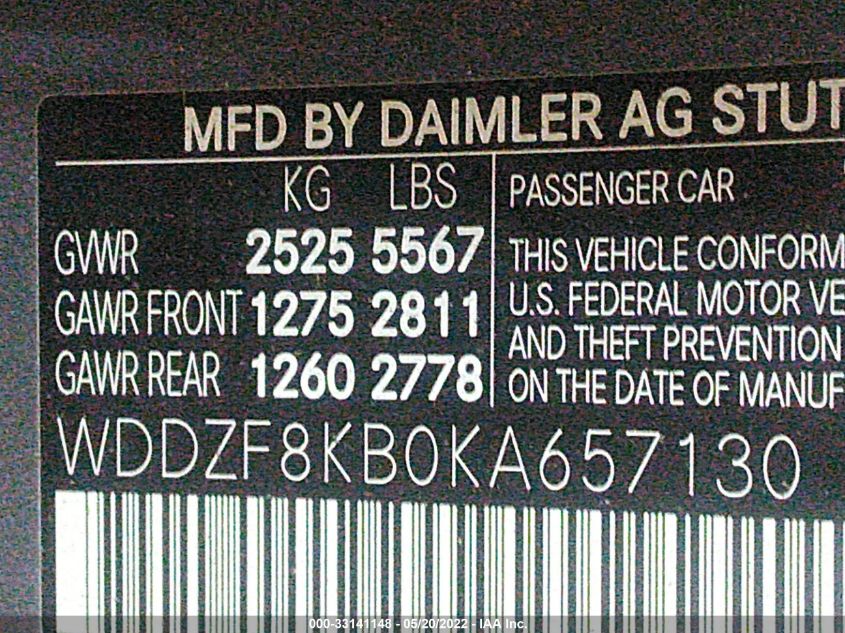 MFD BY DAIMLER AG STUT
KG LBS
GVWR 2525 5567
GAWR FRONT 1275 2811
GAWR REAR 1260 2778
PASSENGER CAR
THIS VEHICLE CONFORM
U.S. FEDERAL MOTOR VE
AND THEFT PREVENTION
ON THE DATE OF MANUF
WDDZF8KB0KA657130
000-33141148 - 05/20/2022 - IAA Inc.